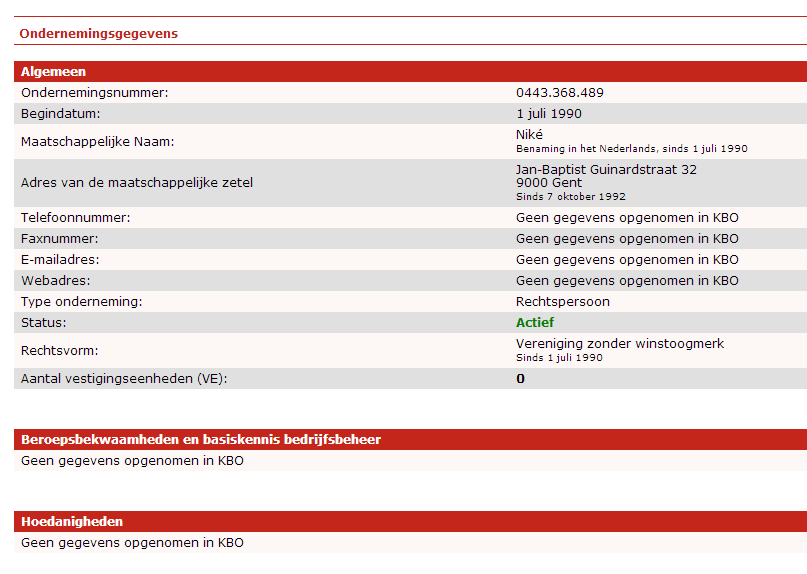 Ondernemingsgegevens
Algemeen
Ondernemingsnummer: 0443.368.489
Begindatum: 1 juli 1990
Maatschappelijke Naam: Niké
Benaming in het Nederlands, sinds 1 juli 1990
Adres van de maatschappelijke zetel Jan-Baptist Guinardstraat 32
9000 Gent
Sinds 7 oktober 1992
Telefoonnummer: Geen gegevens opgenomen in KBO
Faxnummer: Geen gegevens opgenomen in KBO
E-mailadres: Geen gegevens opgenomen in KBO
Webadres: Geen gegevens opgenomen in KBO
Type onderneming: Rechtspersoon
Status: Actief
Rechtsvorm: Vereniging zonder winstoogmerk
Sinds 1 juli 1990
Aantal vestigingseenheden (VE): 0
Beroepsbekwaamheden en basiskennis bedrijfsbeheer
Geen gegevens opgenomen in KBO
Hoedanigheden
Geen gegevens opgenomen in KBO